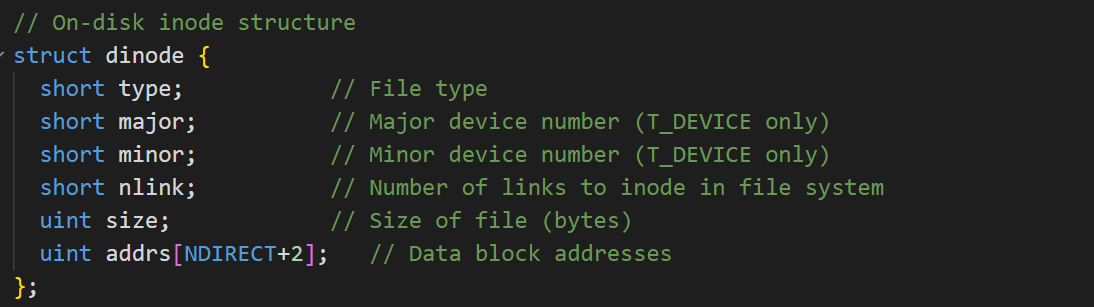 // On-disk inode structure
struct dinode {
  short type;           // File type
  short major;          // Major device number (T_DEVICE only)
  short minor;          // Minor device number (T_DEVICE only)
  short nlink;          // Number of links to inode in file system
  uint size;            // Size of file (bytes)
  uint addrs[NDIRECT+2];   // Data block addresses
};